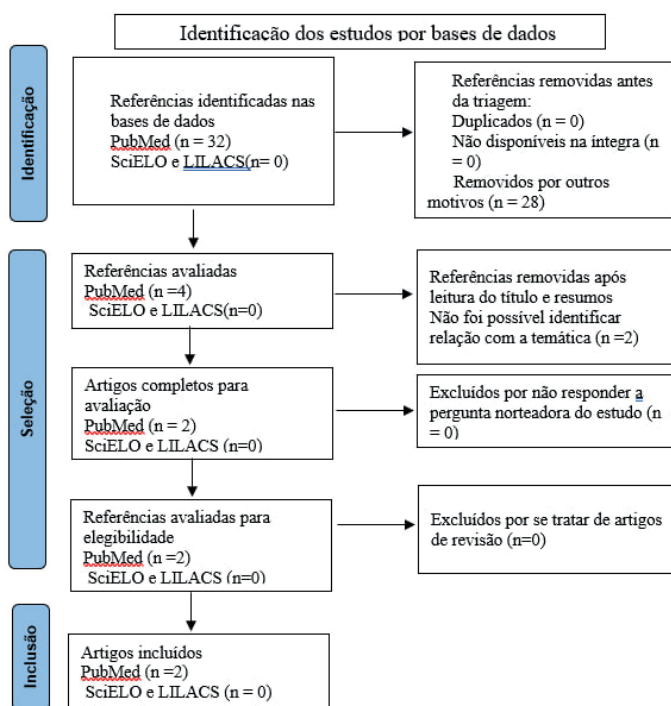 Identificação dos estudos por bases de dados
Identificação
Referências identificadas nas
bases de dados
PubMed (n = 32)
SciELO e LILACS(n= 0)
Referências removidas antes
da triagem:
Duplicados (n = 0)
Não disponíveis na íntegra (n
= 0)
Removidos por outros
motivos (n = 28)
Seleção
Referências avaliadas
PubMed (n =4)
SciELO e LILACS(n=0)
Referências removidas após
leitura do título e resumos
Não foi possível identificar
relação com a temática (n =2)
Artigos completos para
avaliação
PubMed (n = 2)
SciELO e LILACS (n=0)
Excluídos por não responder a
pergunta norteadora do estudo (n
= 0)
Referências avaliadas para
elegibilidade
PubMed (n =2)
SciELO e LILACS (n=0)
Excluídos por se tratar de artigos
de revisão (n=0)
Inclusão
Artigos incluídos
PubMed (n =2)
SciELO e LILACS (n = 0)